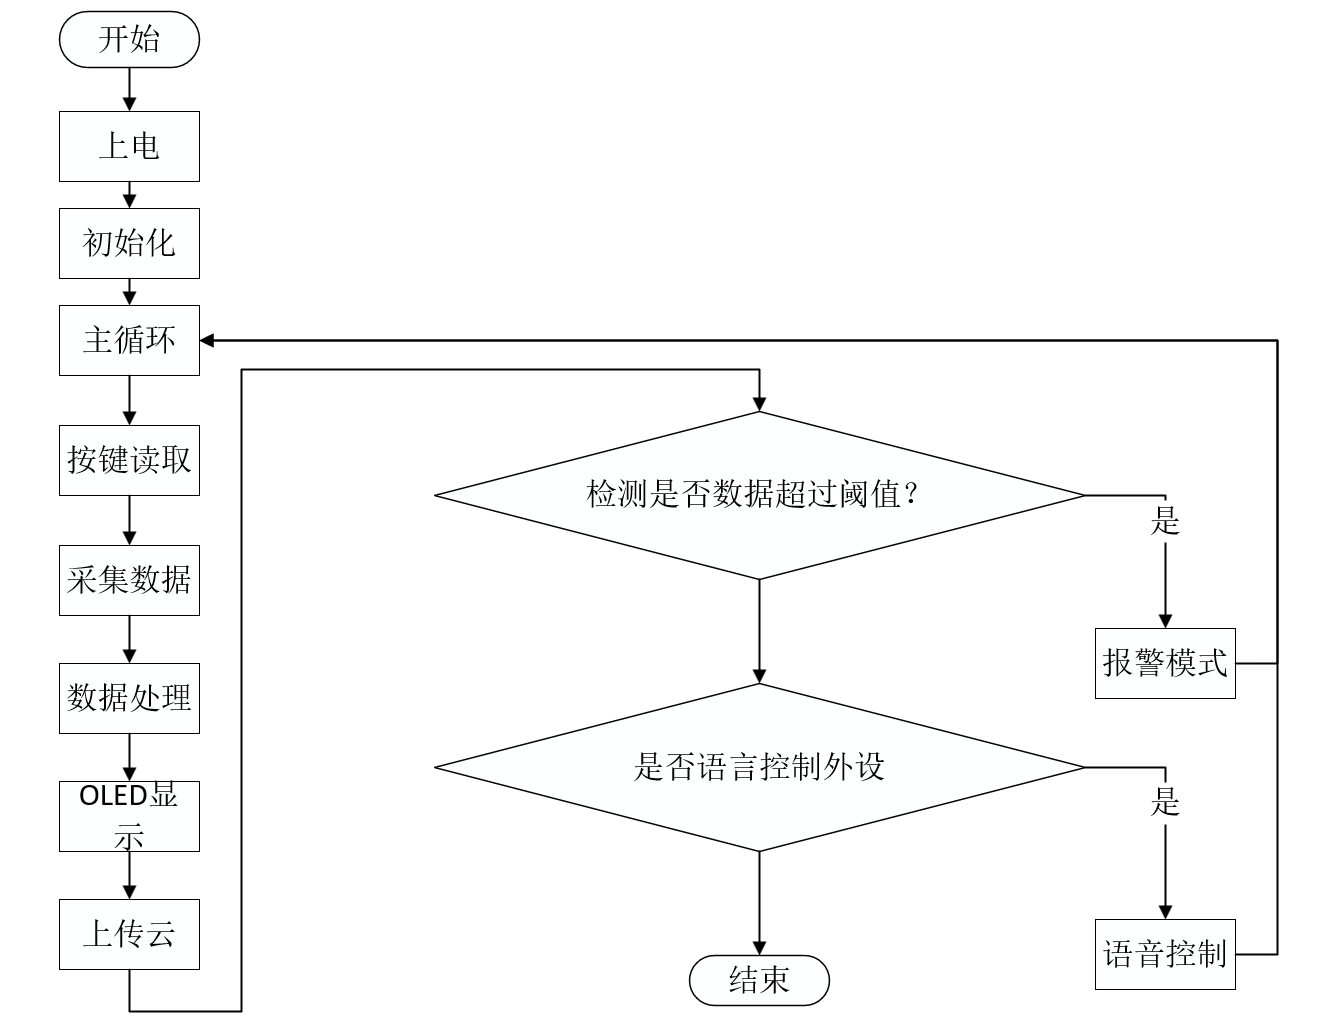 开始
上电
初始化
主循环
按键读取
采集数据
数据处理
OLED显
示
上传云
检测是否数据超过阈值？
是
报警模式
是否语言控制外设
是
语音控制
结束